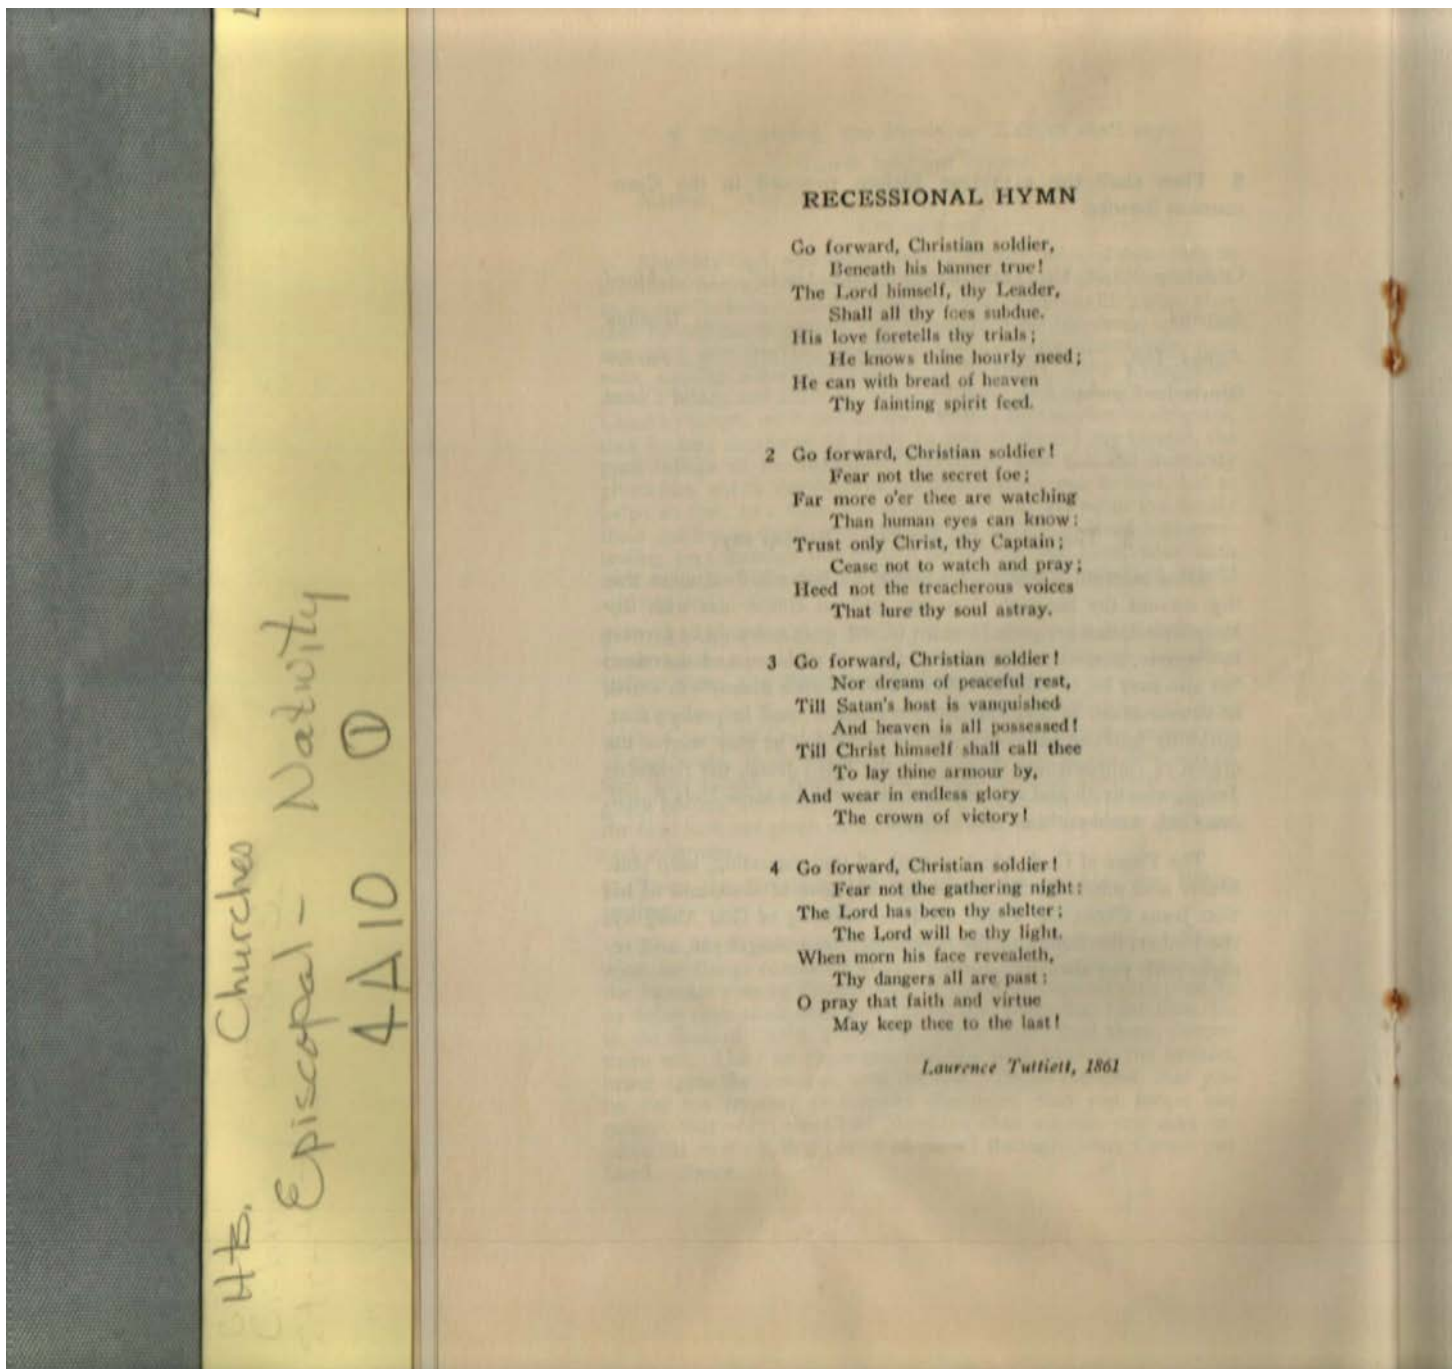 Hts. Churches
Episcopal - Nativity
4A10 ①
RECESSIONAL HYMN
Go forward, Christian soldier,
Beneath his banner true!
The Lord himself, thy Leader,
Shall all thy foes subdue.
His love foretells thy trials;
He knows thine hourly need;
He can with bread of heaven
Thy fainting spirit feed.
2 Go forward, Christian soldier!
Fear not the secret foe;
Far more o'er thee are watching
Than human eyes can know:
Trust only Christ, thy Captain;
Cease not to watch and pray;
Heed not the treacherous voices
That lure thy soul astray.
3 Go forward, Christian soldier!
Nor dream of peaceful rest,
Till Satan's host is vanquished
And heaven is all possessed!
Till Christ himself shall call thee
To lay thine armour by,
And wear in endless glory
The crown of victory!
4 Go forward, Christian soldier!
Fear not the gathering night:
The Lord has been thy shelter;
The Lord will be thy light.
When morn his face revealeth,
Thy dangers all are past:
O pray that faith and virtue
May keep thee to the last!
Laurence Tuttiett, 1861